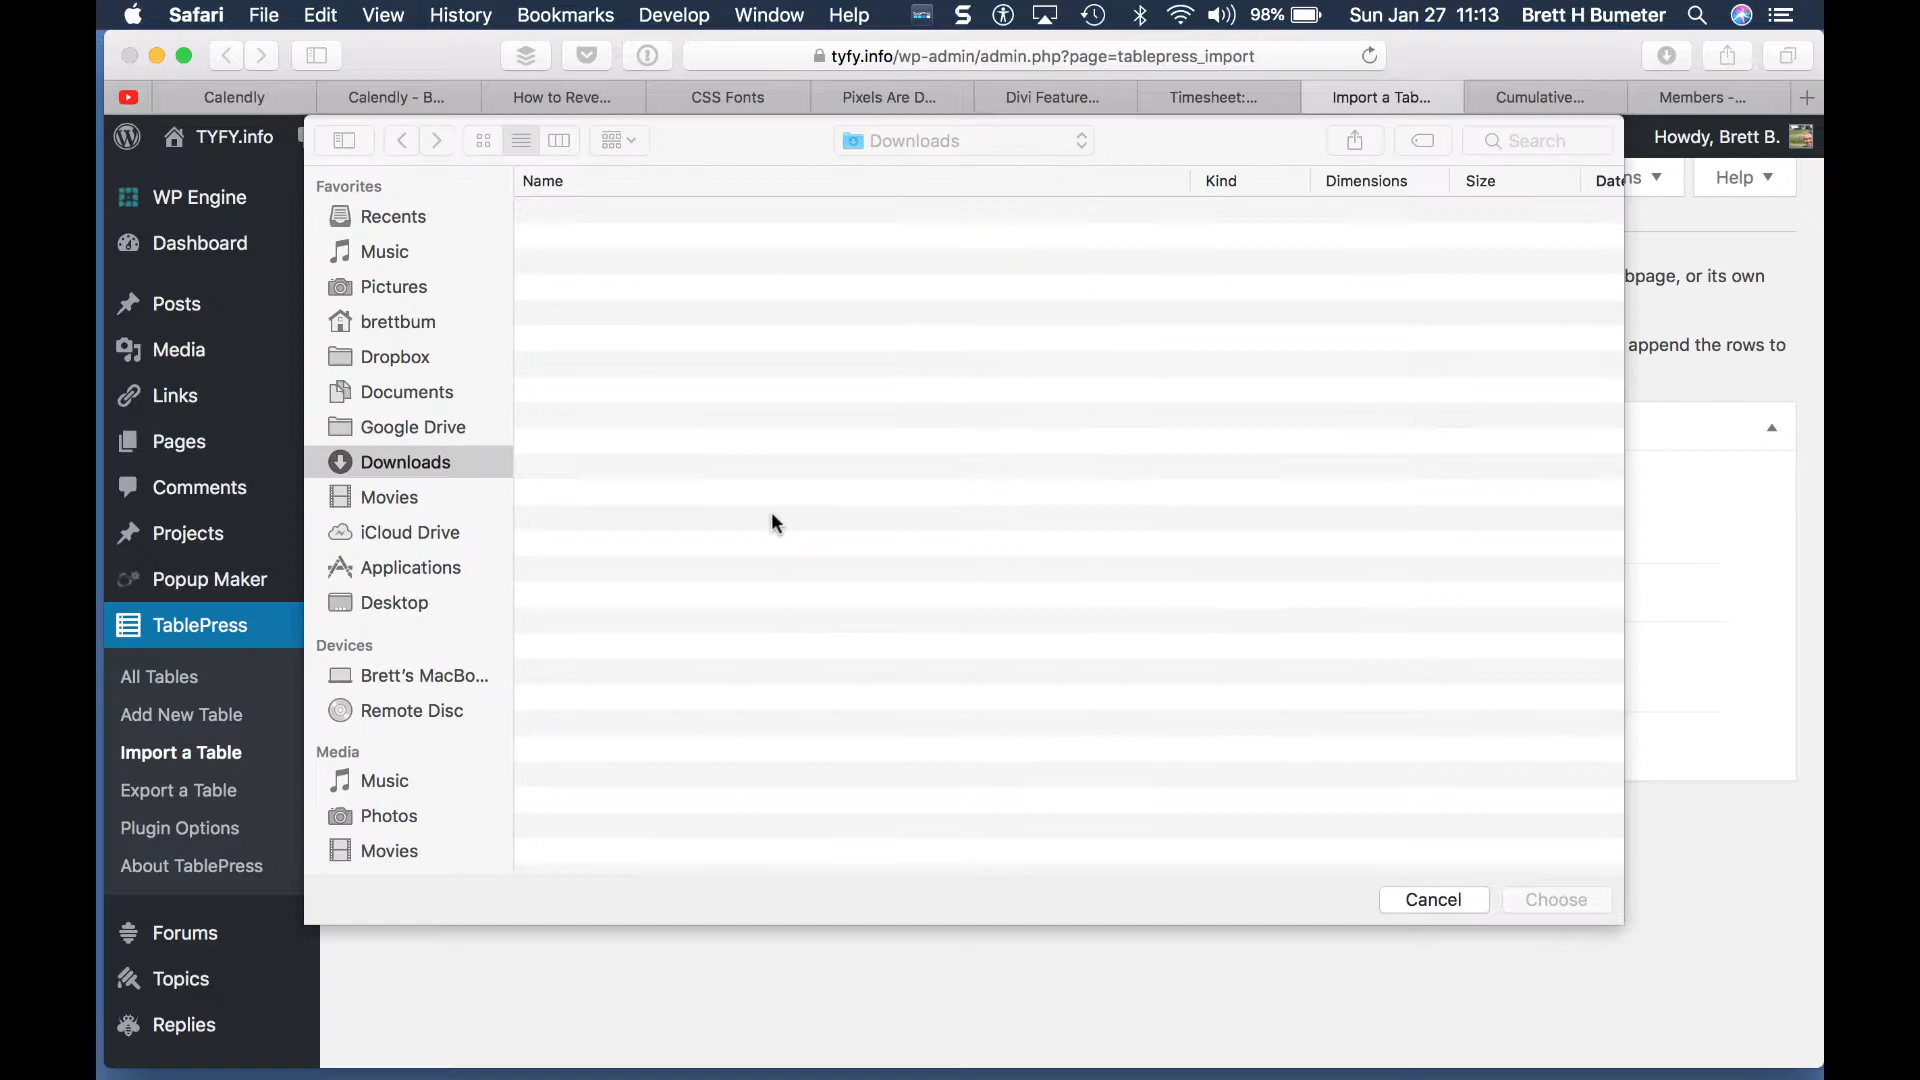 Safari File Edit View History Bookmarks Develop Window Help S 98% Sun Jan 27 11:13 Brett H Bumeter
tyfy.info/wp-admin/admin.php?page=tablepress_import
Calendly Calendly - B... How to Reve... CSS Fonts Pixels Are D... Divi Feature... Timesheet:... Import a Tab... Cumulative... Members -...
TYFY.info Downloads Search Howdy, Brett B.
Name Kind Dimensions Size Date
ns Help
WP Engine
Dashboard
Posts
Media
Links
Pages
Comments
Projects
Popup Maker
TablePress
All Tables
Add New Table
Import a Table
Export a Table
Plugin Options
About TablePress
Forums
Topics
Replies
Favorites
Recents
Music
Pictures
brettbum
Dropbox
Documents
Google Drive
Downloads
Movies
iCloud Drive
Applications
Desktop
Devices
Brett's MacBo...
Remote Disc
Media
Music
Photos
Movies
bpage, or its own
append the rows to
Cancel Choose